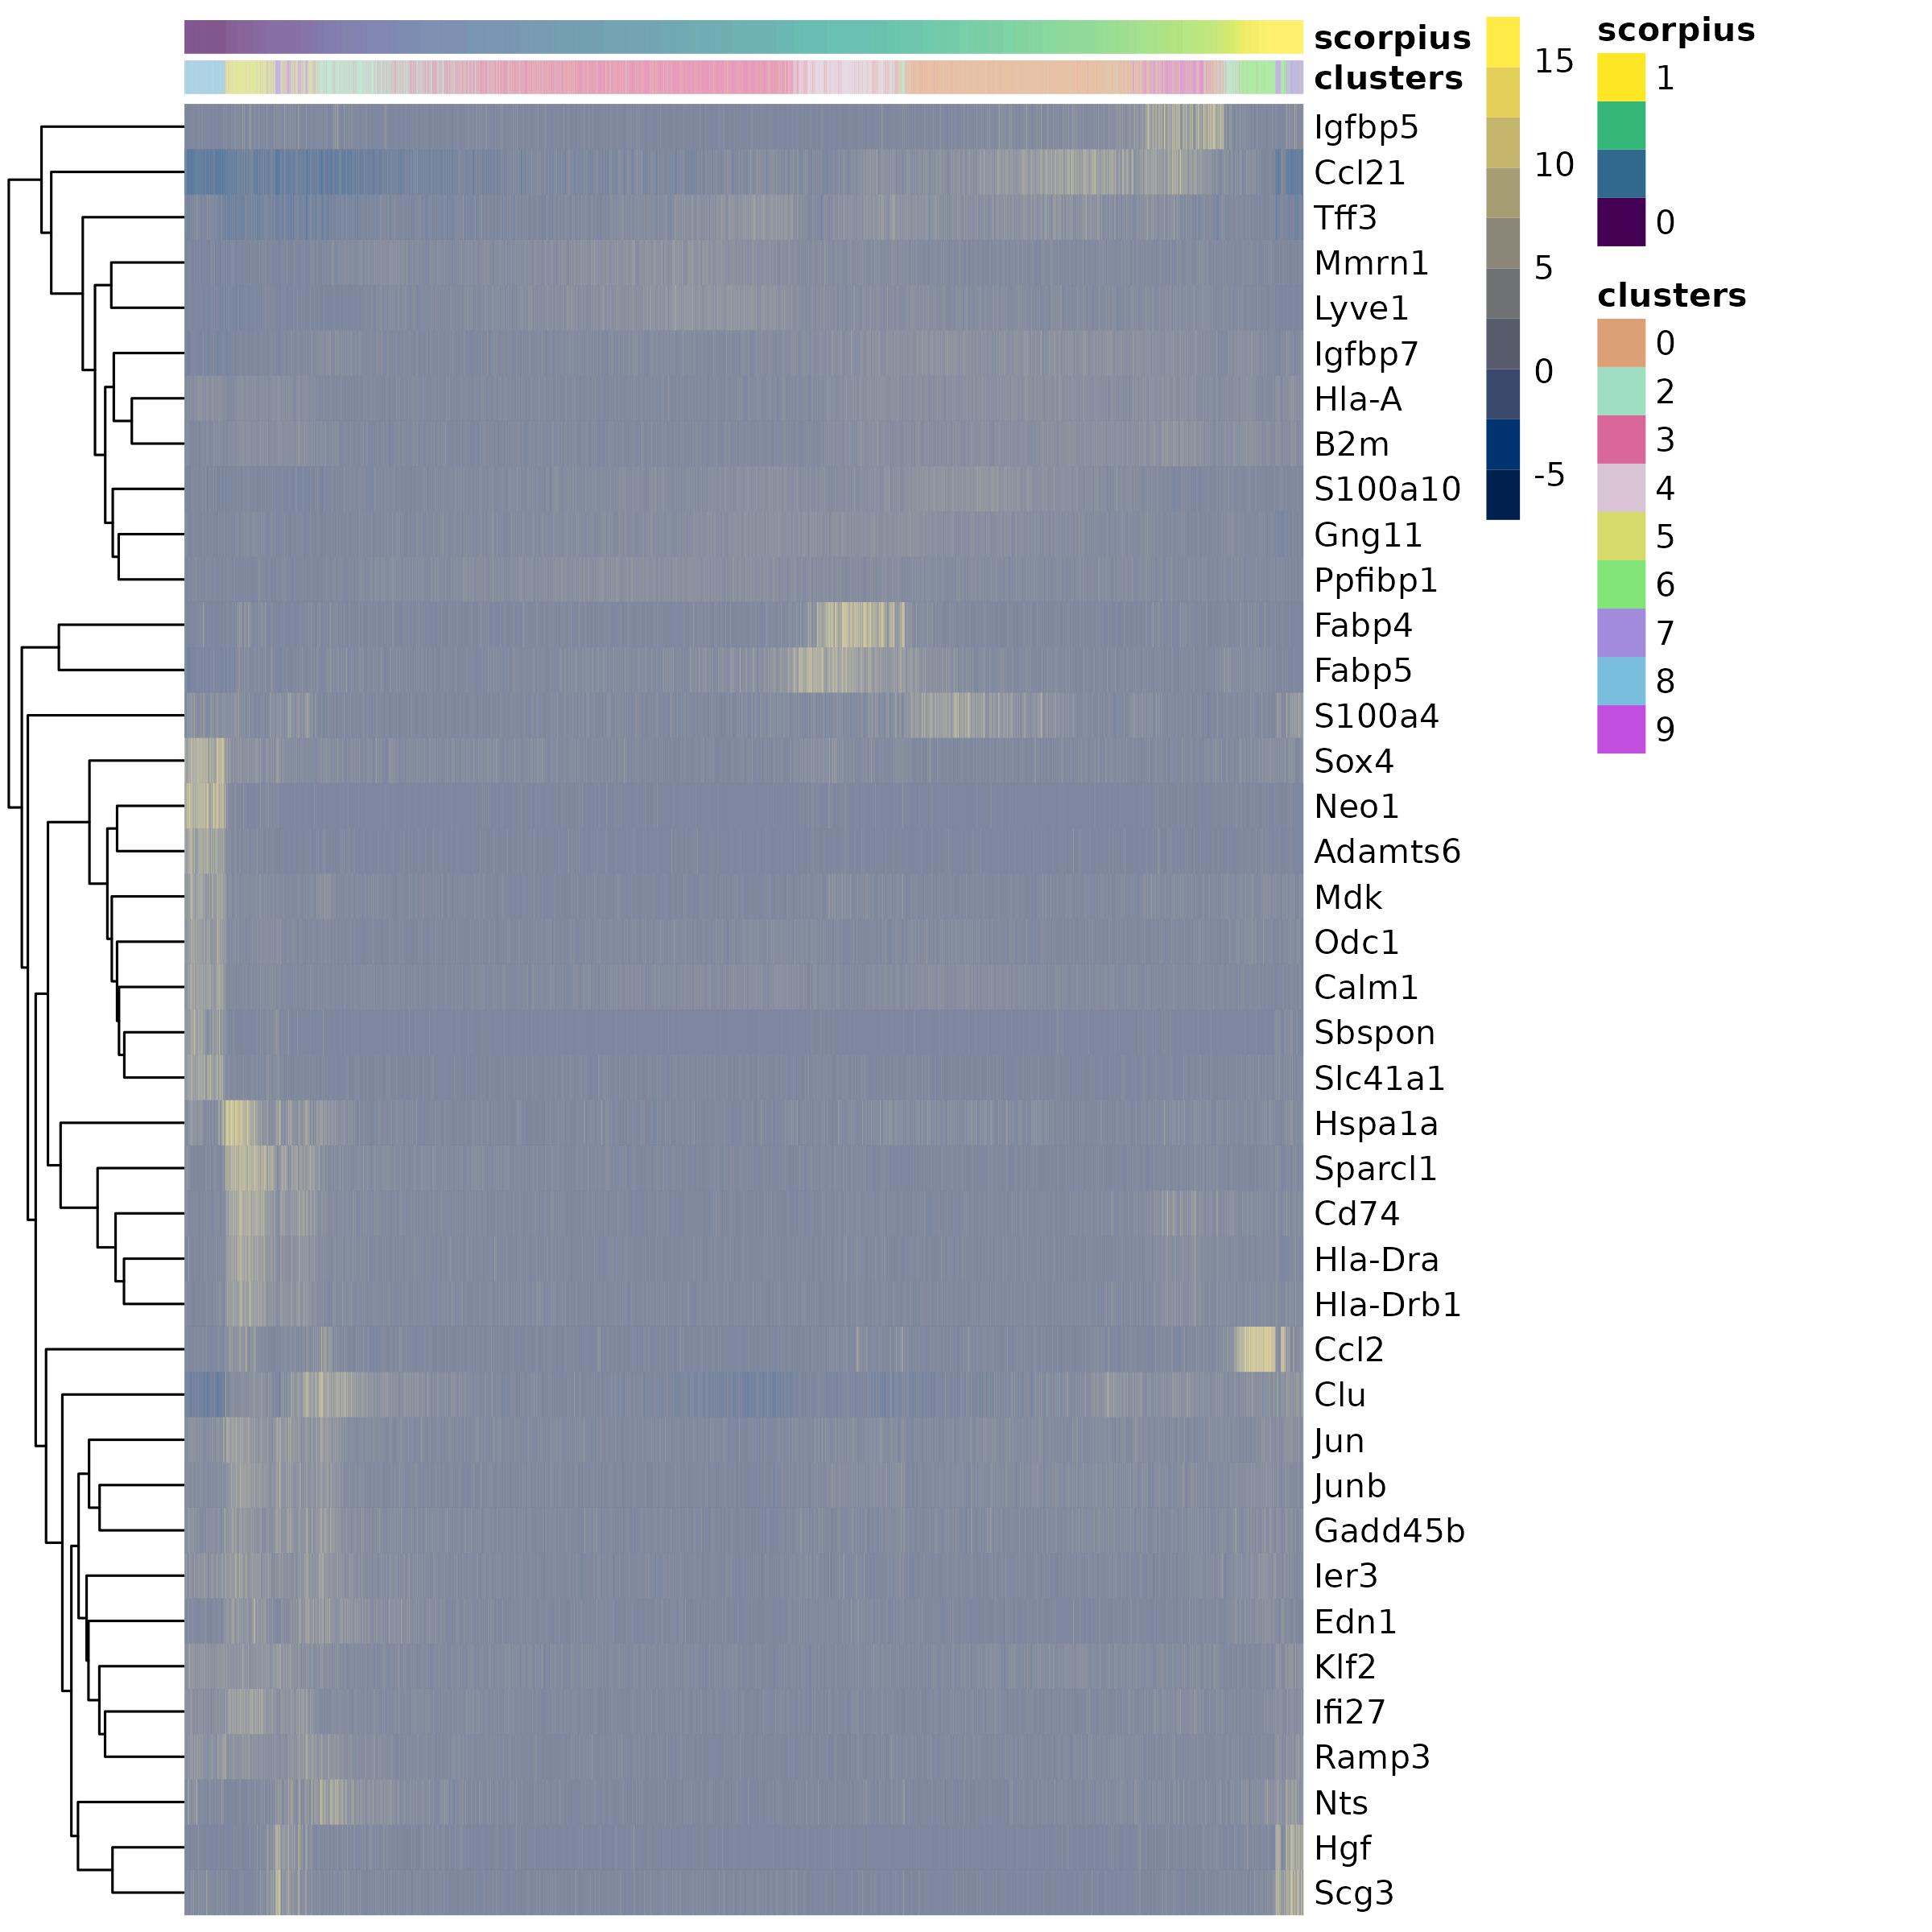 scorpius
clusters
Igfbp5
Ccl21
Tff3
Mmrn1
Lyve1
Igfbp7
Hla-A
B2m
S100a10
Gng11
Ppfibp1
Fabp4
Fabp5
S100a4
Sox4
Neo1
Adamts6
Mdk
Odc1
Calm1
Sbspon
Slc41a1
Hspa1a
Sparcl1
Cd74
Hla-Dra
Hla-Drb1
Ccl2
Clu
Jun
Junb
Gadd45b
Ier3
Edn1
Klf2
Ifi27
Ramp3
Nts
Hgf
Scg3
15
10
5
0
-5
scorpius
1
0
clusters
0
2
3
4
5
6
7
8
9